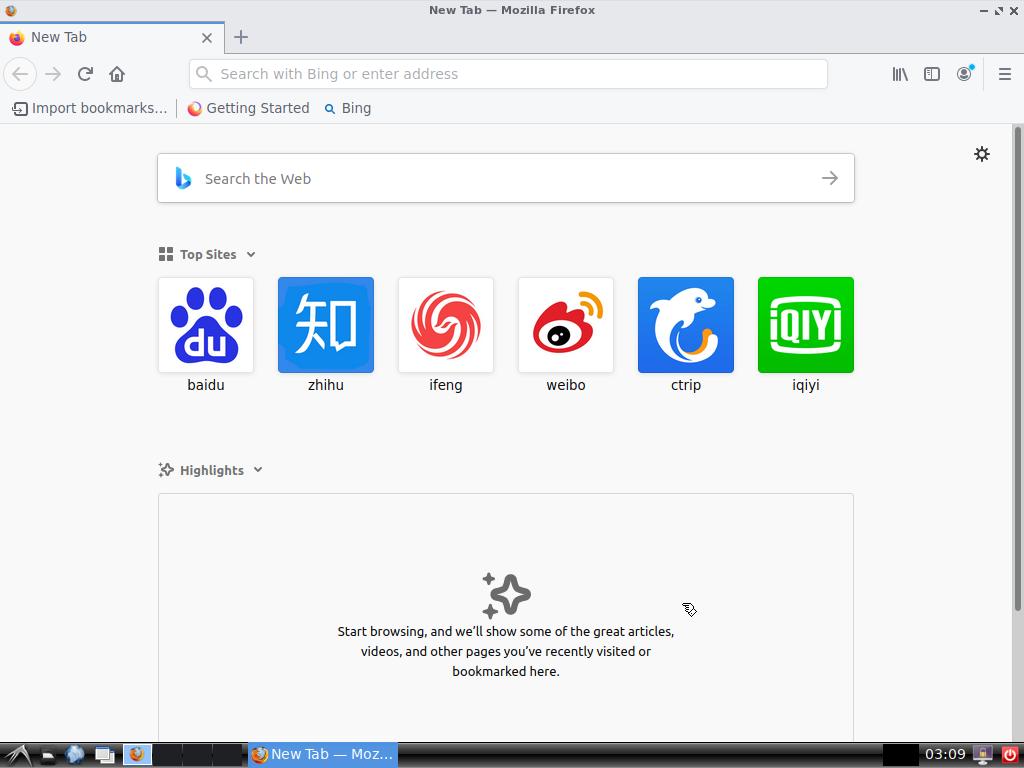 New Tab — Mozilla Firefox
New Tab
Search with Bing or enter address
Import bookmarks…
Getting Started
Bing
Search the Web
Top Sites
du
知
iQIYI
baidu
zhihu
ifeng
weibo
ctrip
iqiyi
Highlights
Start browsing, and we’ll show some of the great articles,
videos, and other pages you’ve recently visited or
bookmarked here.
New Tab — Moz...
03:09